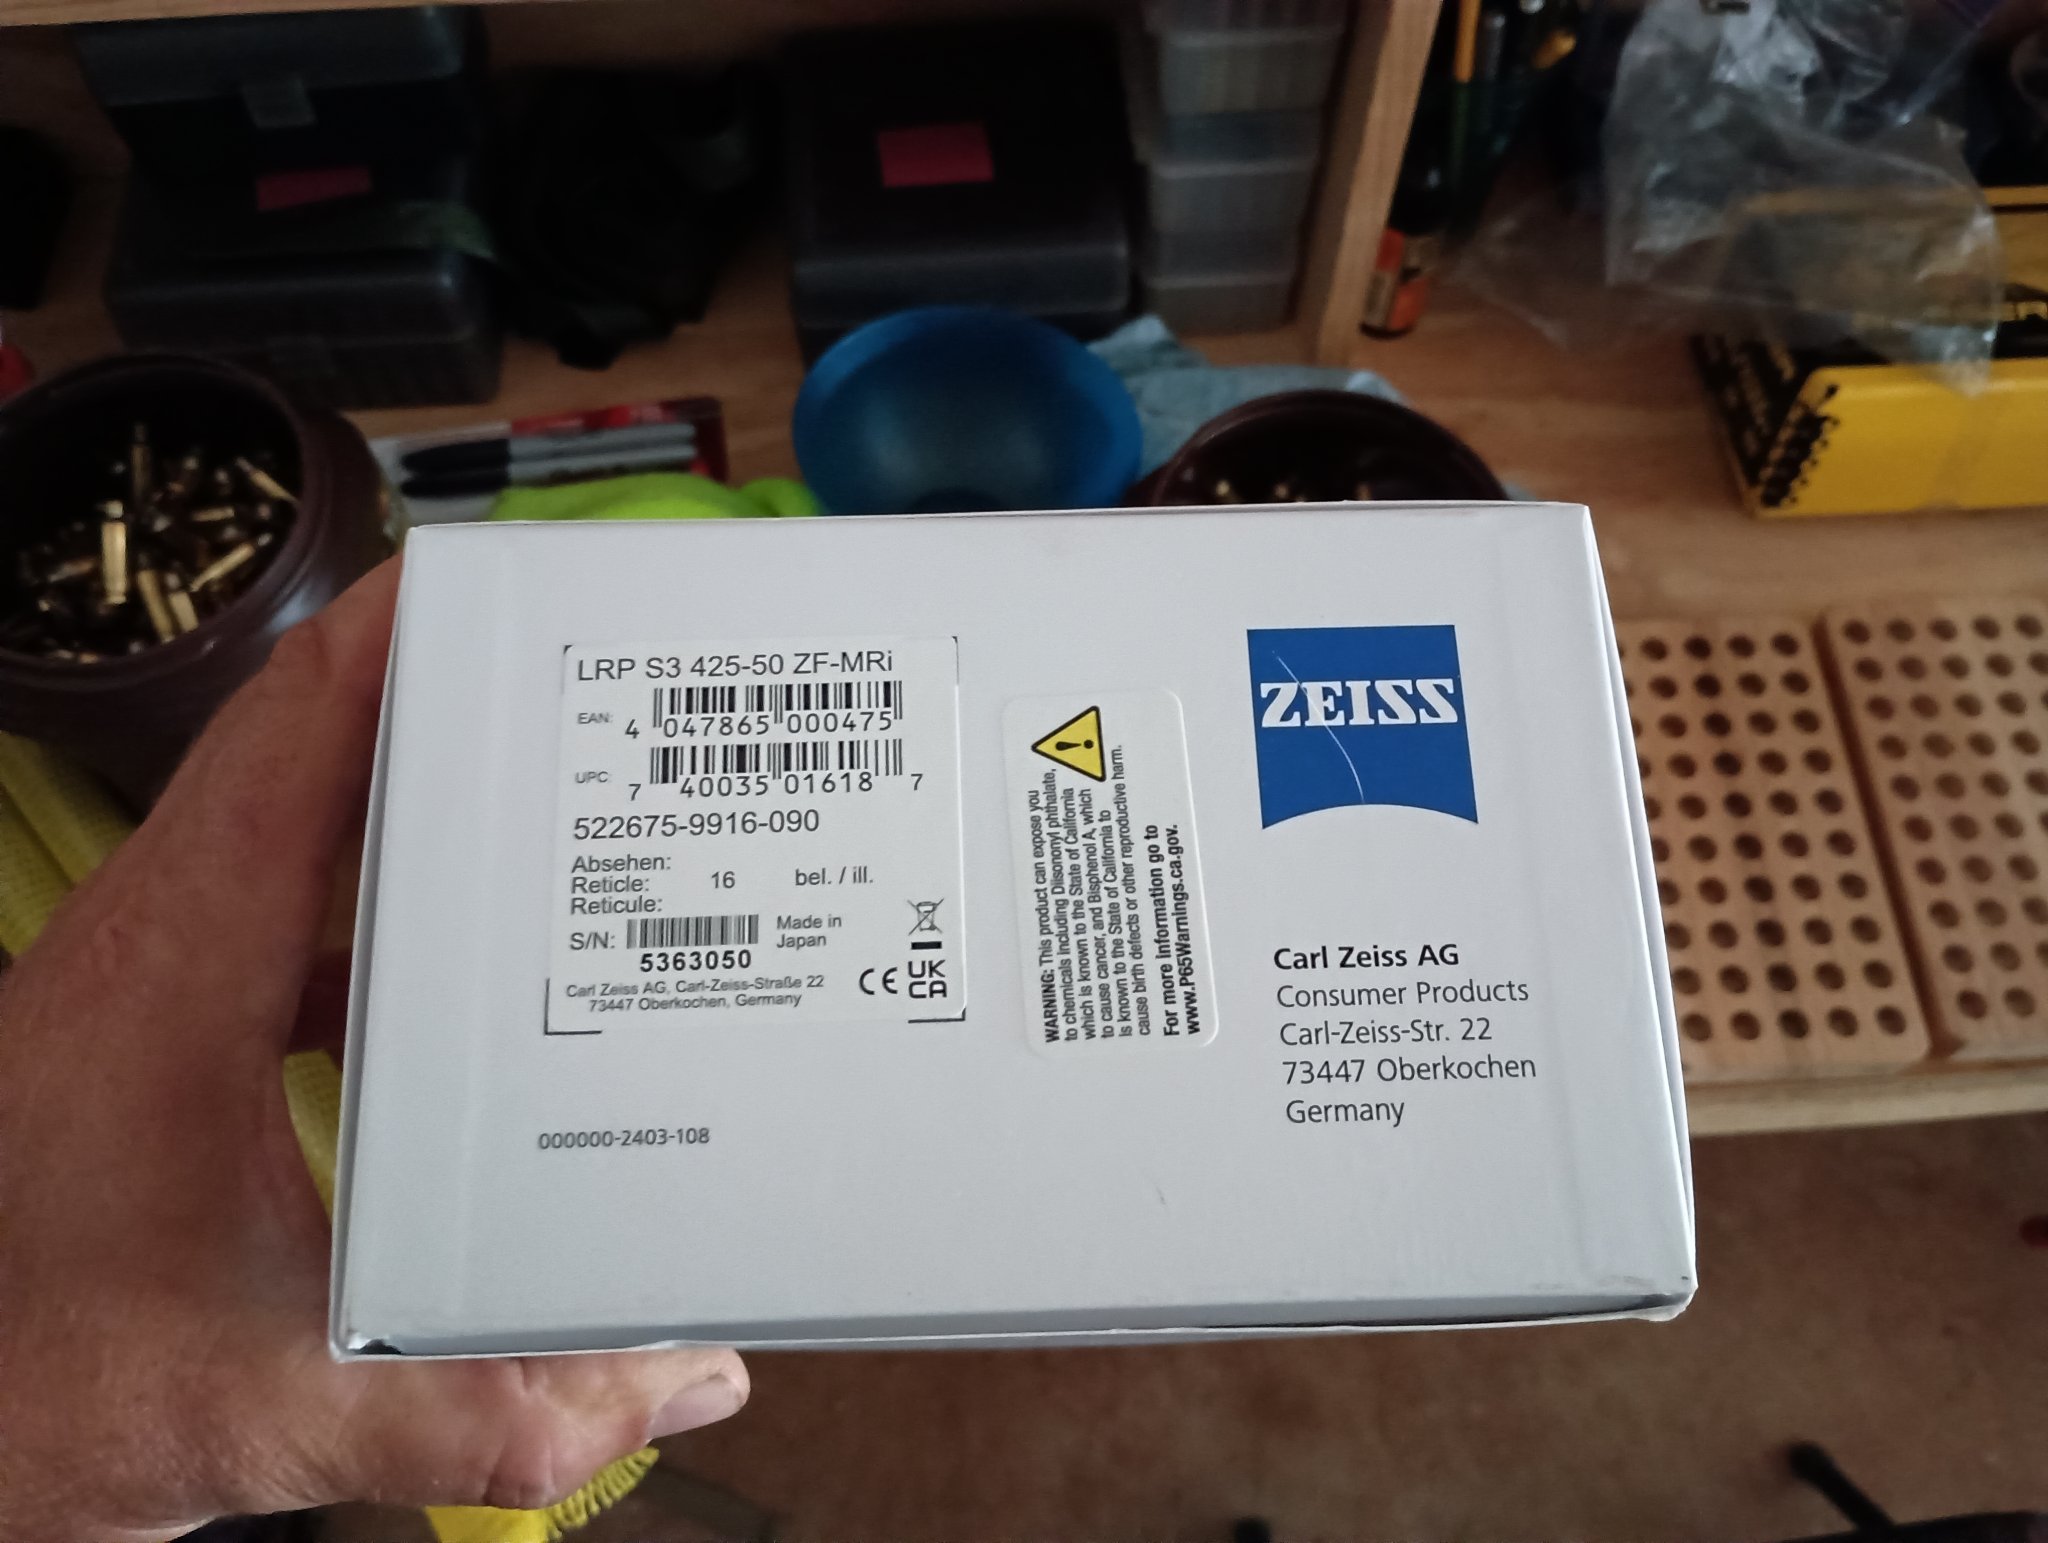 LRP S3 425-50 ZF-MRi
EAN: 4 047865 000475
UPC: 7 40035 01618 7
522675-9916-090
Absehen:
Reticle: 16 bel. / ill.
Reticule:
S/N: Made in
Japan
5363050
Carl Zeiss AG, Carl-Zeiss-Straße 22
73447 Oberkochen, Germany
CE UK
CA
000000-2403-108
WARNING: This product can expose you
to chemicals including Diisononyl phthalate,
which is known to the State of California
to cause cancer, and Bisphenol A, which
is known to the State of California to
cause birth defects or other reproductive harm.
For more information go to
www.P65Warnings.ca.gov.
ZEISS
Carl Zeiss AG
Consumer Products
Carl-Zeiss-Str. 22
73447 Oberkochen
Germany